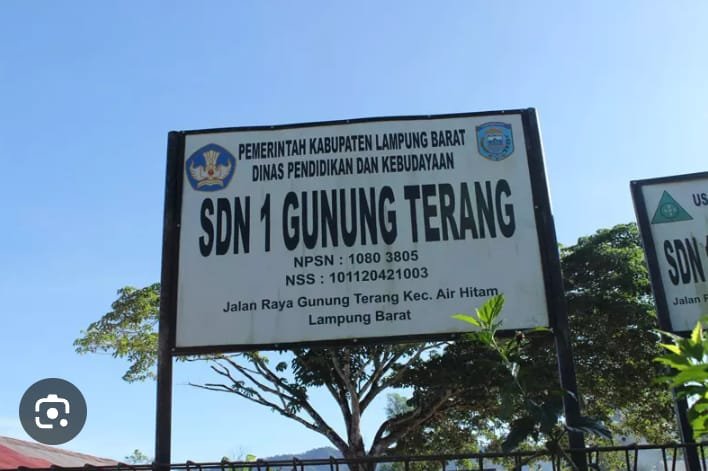 PEMERINTAH KABUPATEN LAMPUNG BARAT
DINAS PENDIDIKAN DAN KEBUDAYAAN
SDN 1 GUNUNG TERANG
NPSN : 1080 3805
NSS : 101120421003
Jalan Raya Gunung Terang Kec. Air Hitam
Lampung Barat
SDN
Jalan